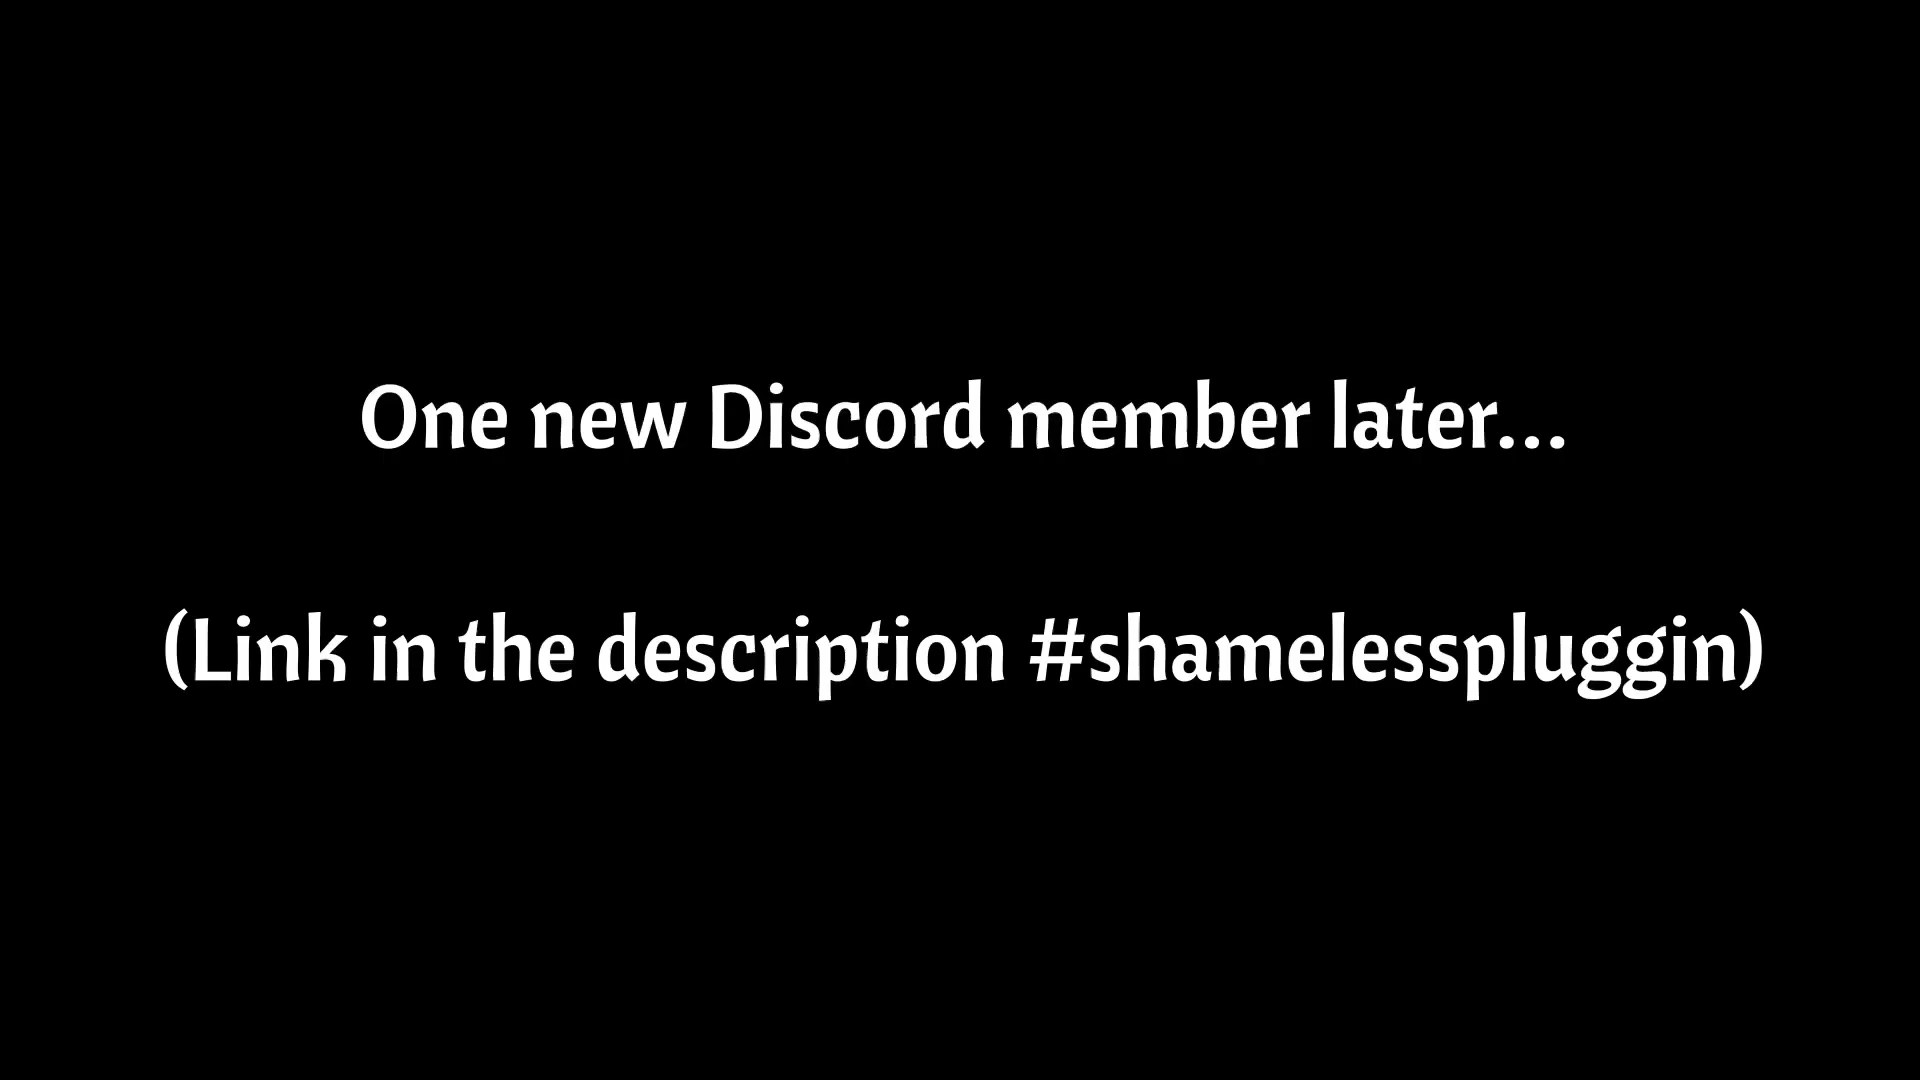 One new Discord member later...
(Link in the description #shamelesspluggin)